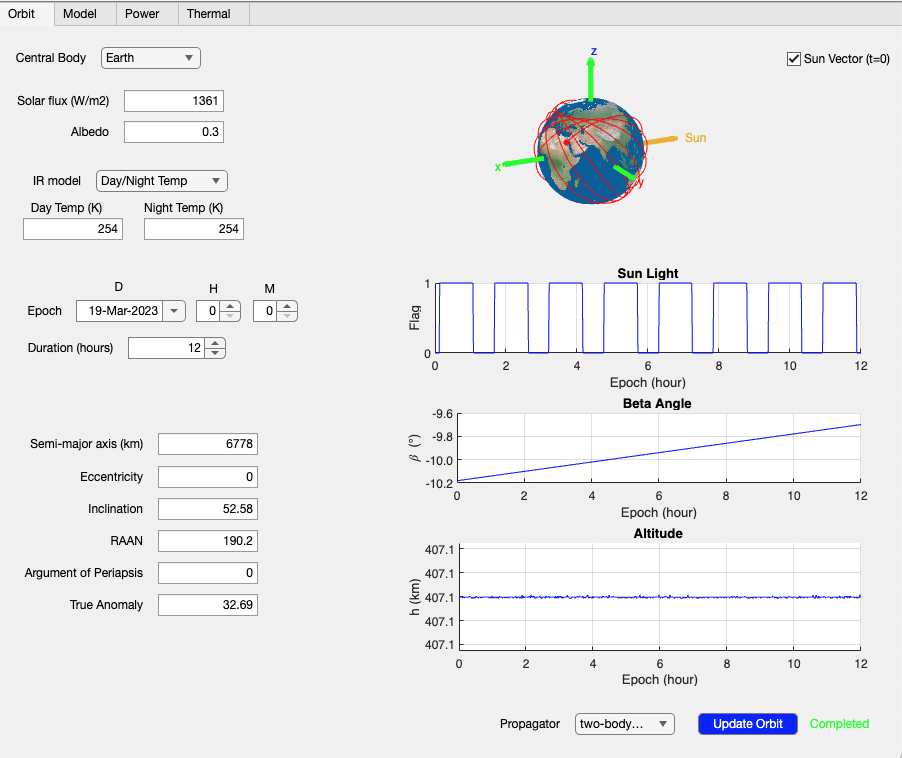 Orbit Model Power Thermal
Central Body Earth
Sun Vector (t=0)
Solar flux (W/m2) 1361
Albedo 0.3
IR model Day/Night Temp
Day Temp (K) Night Temp (K)
254 254
z
Sun
x
y
D H M
Epoch 19-Mar-2023 0 0
Duration (hours) 12
Semi-major axis (km) 6778
Eccentricity 0
Inclination 52.58
RAAN 190.2
Argument of Periapsis 0
True Anomaly 32.69
Sun Light
Flag
1
0
0 2 4 6 8 10 12
Epoch (hour)
Beta Angle
β (°)
-9.6
-9.8
-10.0
-10.2
0 2 4 6 8 10 12
Epoch (hour)
Altitude
h (km)
407.1
407.1
407.1
407.1
407.1
0 2 4 6 8 10 12
Epoch (hour)
Propagator two-body... Update Orbit Completed